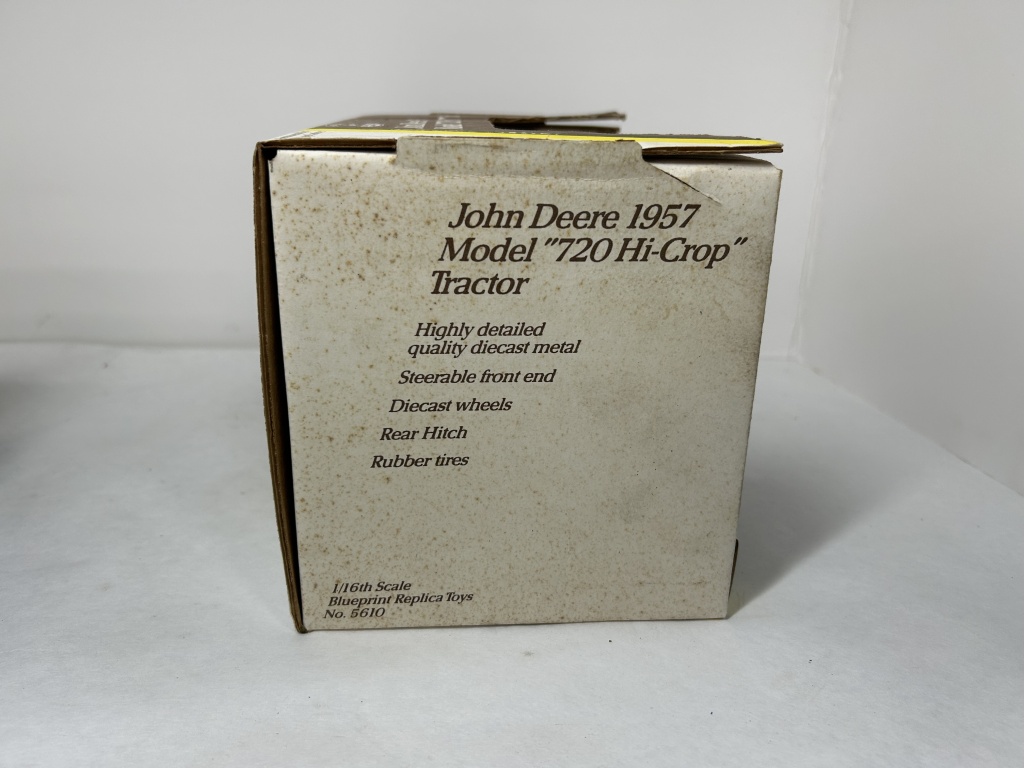 John Deere 1957
Model "720 Hi-Crop"
Tractor
Highly detailed
quality diecast metal
Steerable front end
Diecast wheels
Rear Hitch
Rubber tires
1/16th Scale
Blueprint Replica Toys
No. 5610